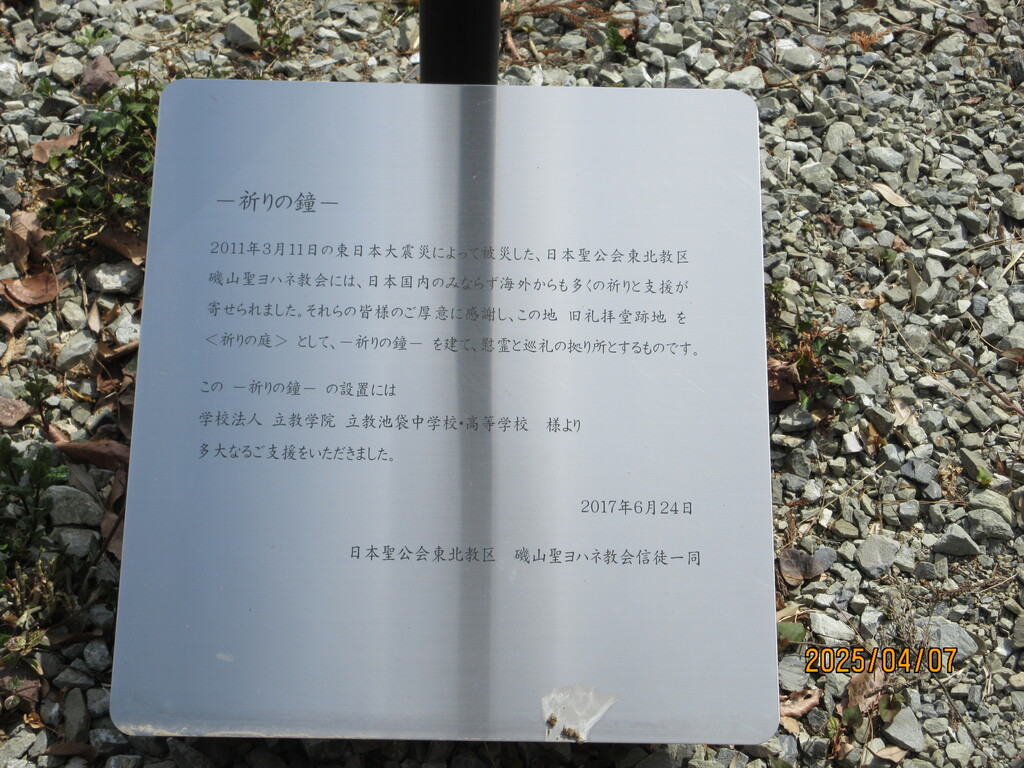 －祈りの鐘－
2011年3月11日の東日本大震災によって被災した、日本聖公会東北教区
磯山聖ヨハネ教会には、日本国内のみならず海外からも多くの祈りと支援が
寄せられました。それらの皆様のご厚意に感謝し、この地 旧礼拝堂跡地 を
＜祈りの庭＞ として、－祈りの鐘－ を建て、慰霊と巡礼の拠り所とするものです。
この －祈りの鐘－ の設置には
学校法人 立教学院 立教池袋中学校・高等学校 様より
多大なるご支援をいただきました。
2017年6月24日
日本聖公会東北教区 磯山聖ヨハネ教会信徒一同
2025/04/07